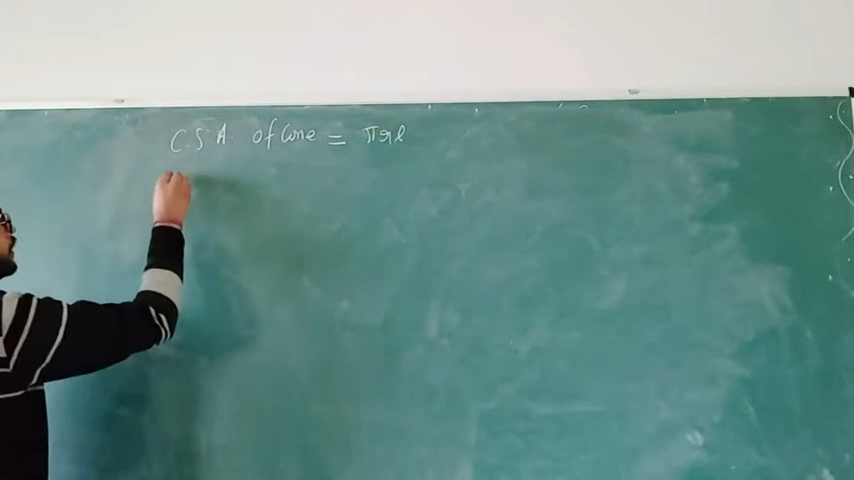 C.S.A. of Cone = πrl